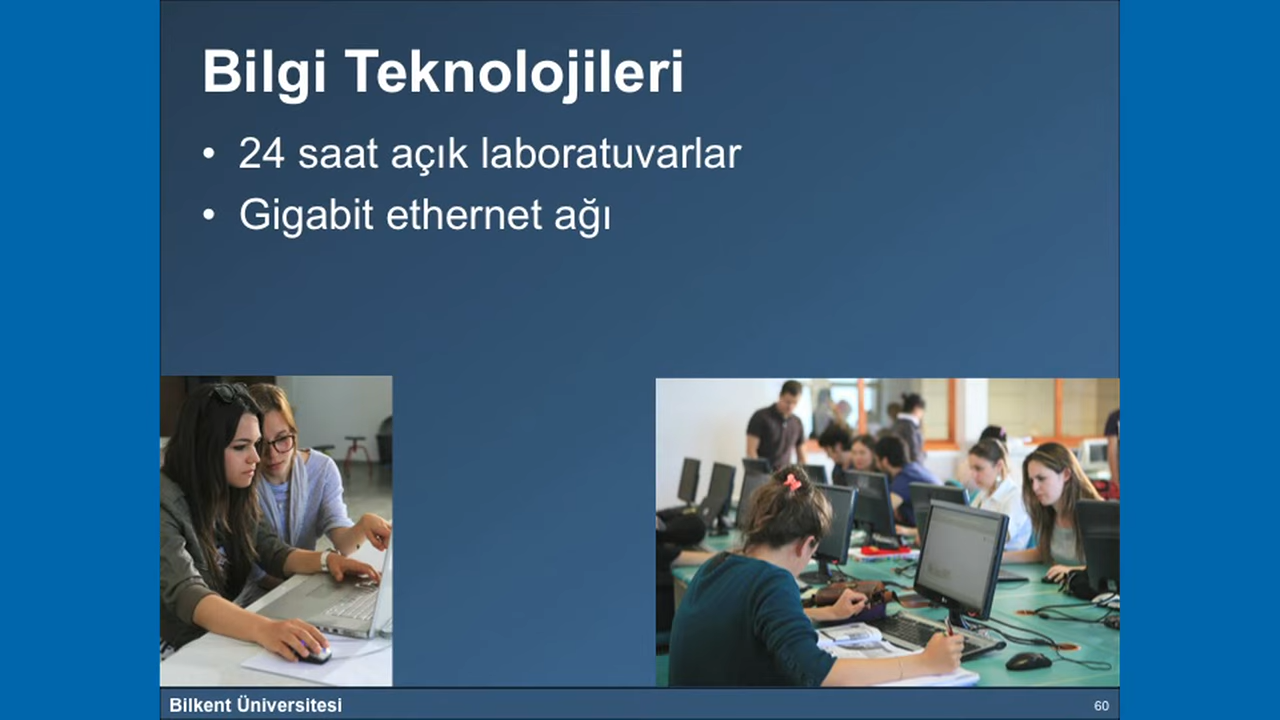 Bilgi Teknolojileri
• 24 saat açık laboratuvarlar
• Gigabit ethernet ağı
Bilkent Üniversitesi
60